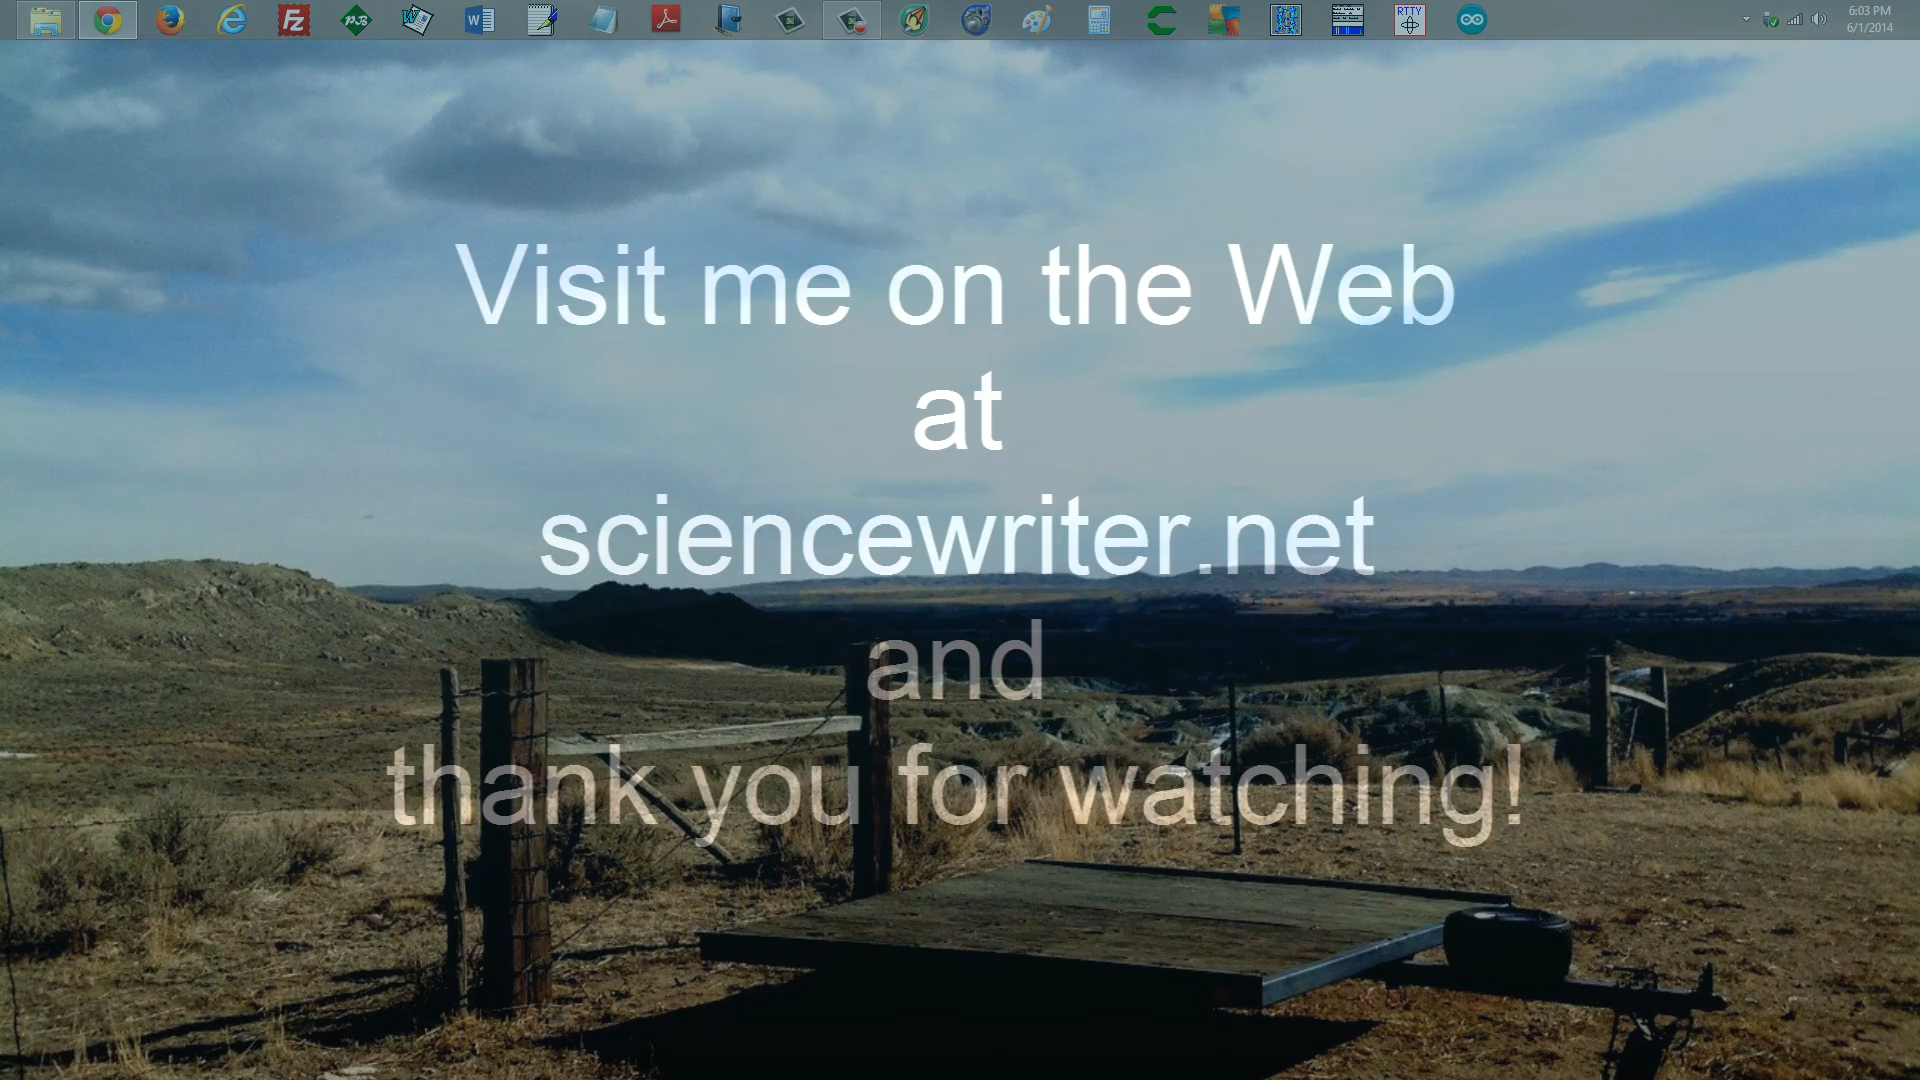 RTTY
6:03 PM
6/1/2014
Visit me on the Web
at
sciencewriter.net
and
thank you for watching!